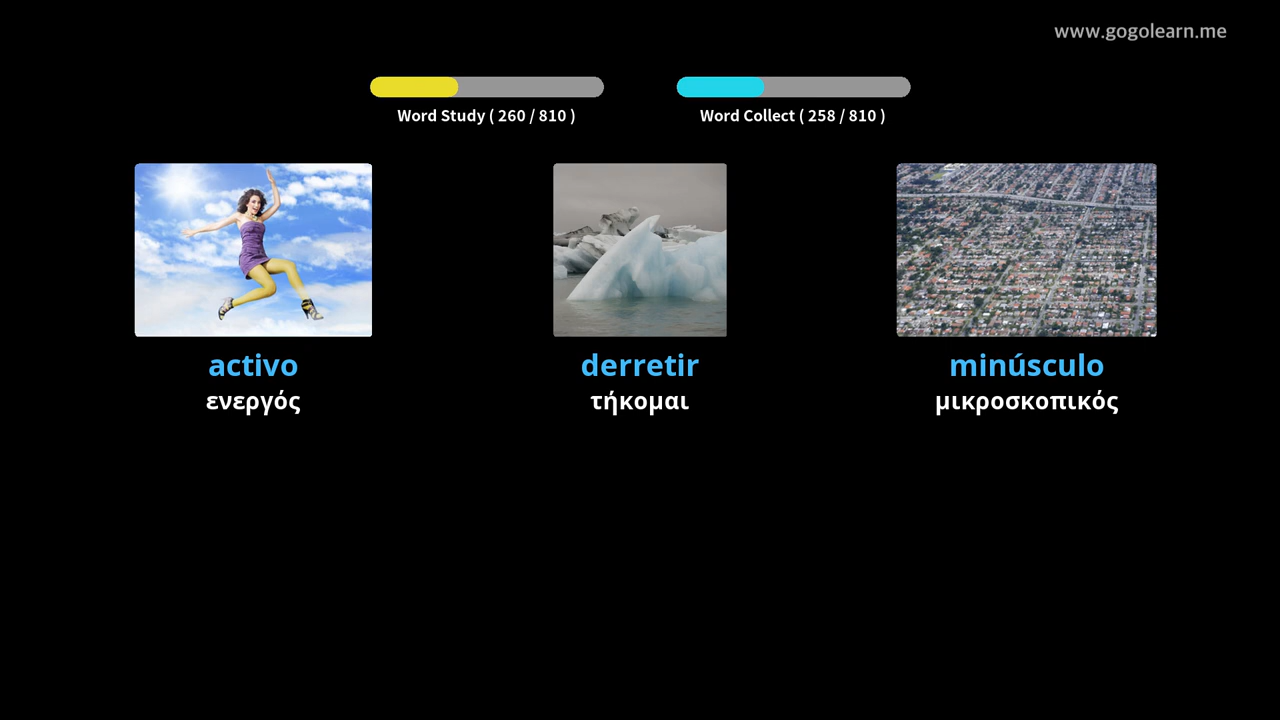 www.gogolearn.me
Word Study ( 260 / 810 )
Word Collect ( 258 / 810 )
activo
ενεργός
derretir
τήκομαι
minúsculo
μικροσκοπικός